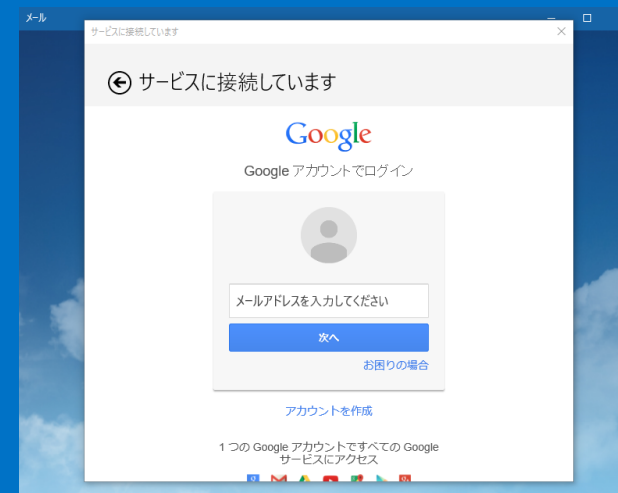 メール
サービスに接続しています
サービスに接続しています
Google
Google アカウントでログイン
メールアドレスを入力してください
次へ
お困りの場合
アカウントを作成
1 つの Google アカウントですべての Google
サービスにアクセス